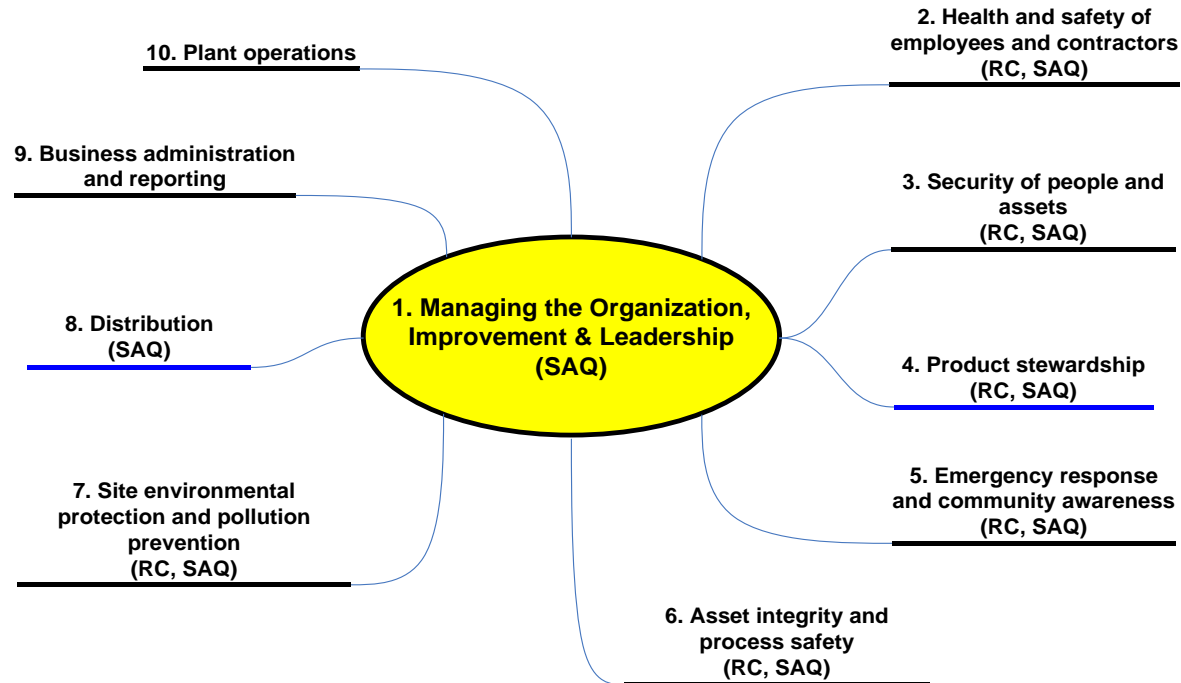 1. Managing the Organization,
Improvement & Leadership
(SAQ)
2. Health and safety of
employees and contractors
(RC, SAQ)
3. Security of people and
assets
(RC, SAQ)
4. Product stewardship
(RC, SAQ)
5. Emergency response
and community awareness
(RC, SAQ)
6. Asset integrity and
process safety
(RC, SAQ)
7. Site environmental
protection and pollution
prevention
(RC, SAQ)
8. Distribution
(SAQ)
9. Business administration
and reporting
10. Plant operations